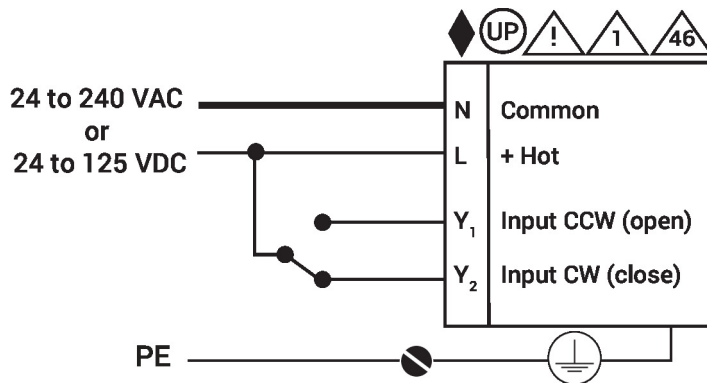 UP ! 1 46
24 to 240 VAC
or
24 to 125 VDC
N Common
L + Hot
Y₁ Input CCW (open)
Y₂ Input CW (close)
PE